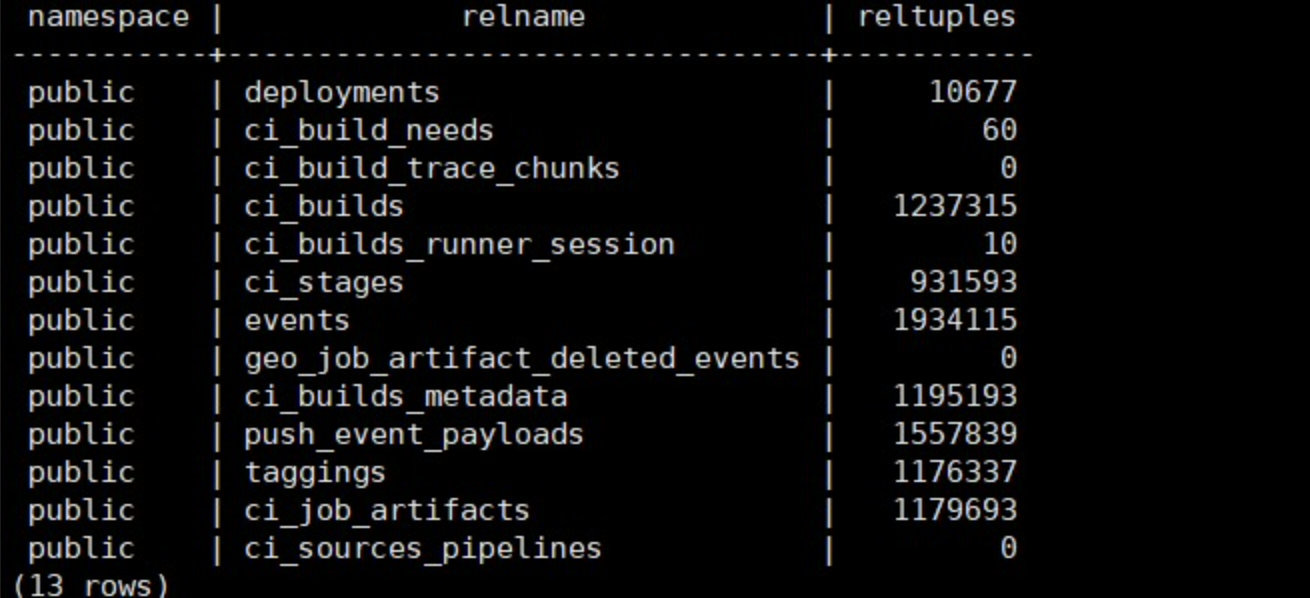 namespace | relname | reltuples
-----------+---------------------------------+-----------
public | deployments | 10677
public | ci_build_needs | 60
public | ci_build_trace_chunks | 0
public | ci_builds | 1237315
public | ci_builds_runner_session | 10
public | ci_stages | 931593
public | events | 1934115
public | geo_job_artifact_deleted_events | 0
public | ci_builds_metadata | 1195193
public | push_event_payloads | 1557839
public | taggings | 1176337
public | ci_job_artifacts | 1179693
public | ci_sources_pipelines | 0
(13 rows)